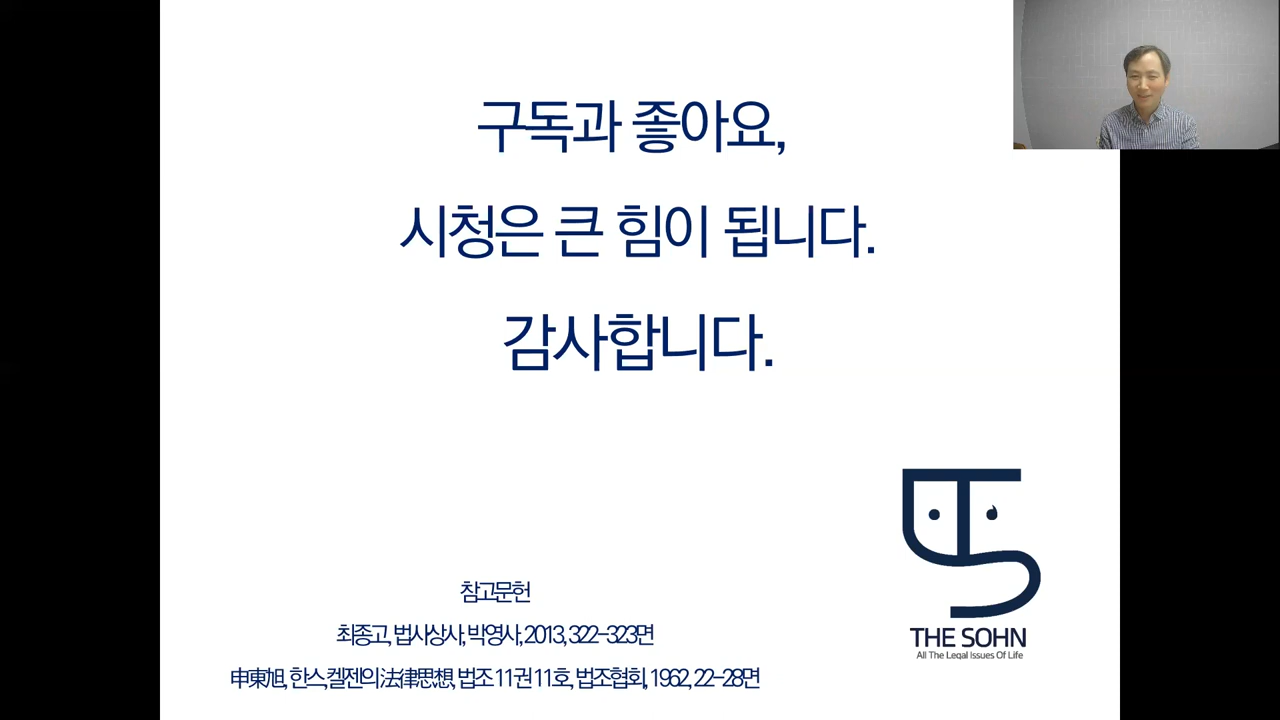 구독과 좋아요,
시청은 큰 힘이 됩니다.
감사합니다.
THE SOHN
All The Legal Issues Of Life
참고문헌
최종고, 법사상사, 박영사, 2013, 322-323면
申東旭, 한스, 켈젠의 法律思想, 법조 11권 11호, 법조협회, 1962, 22-28면